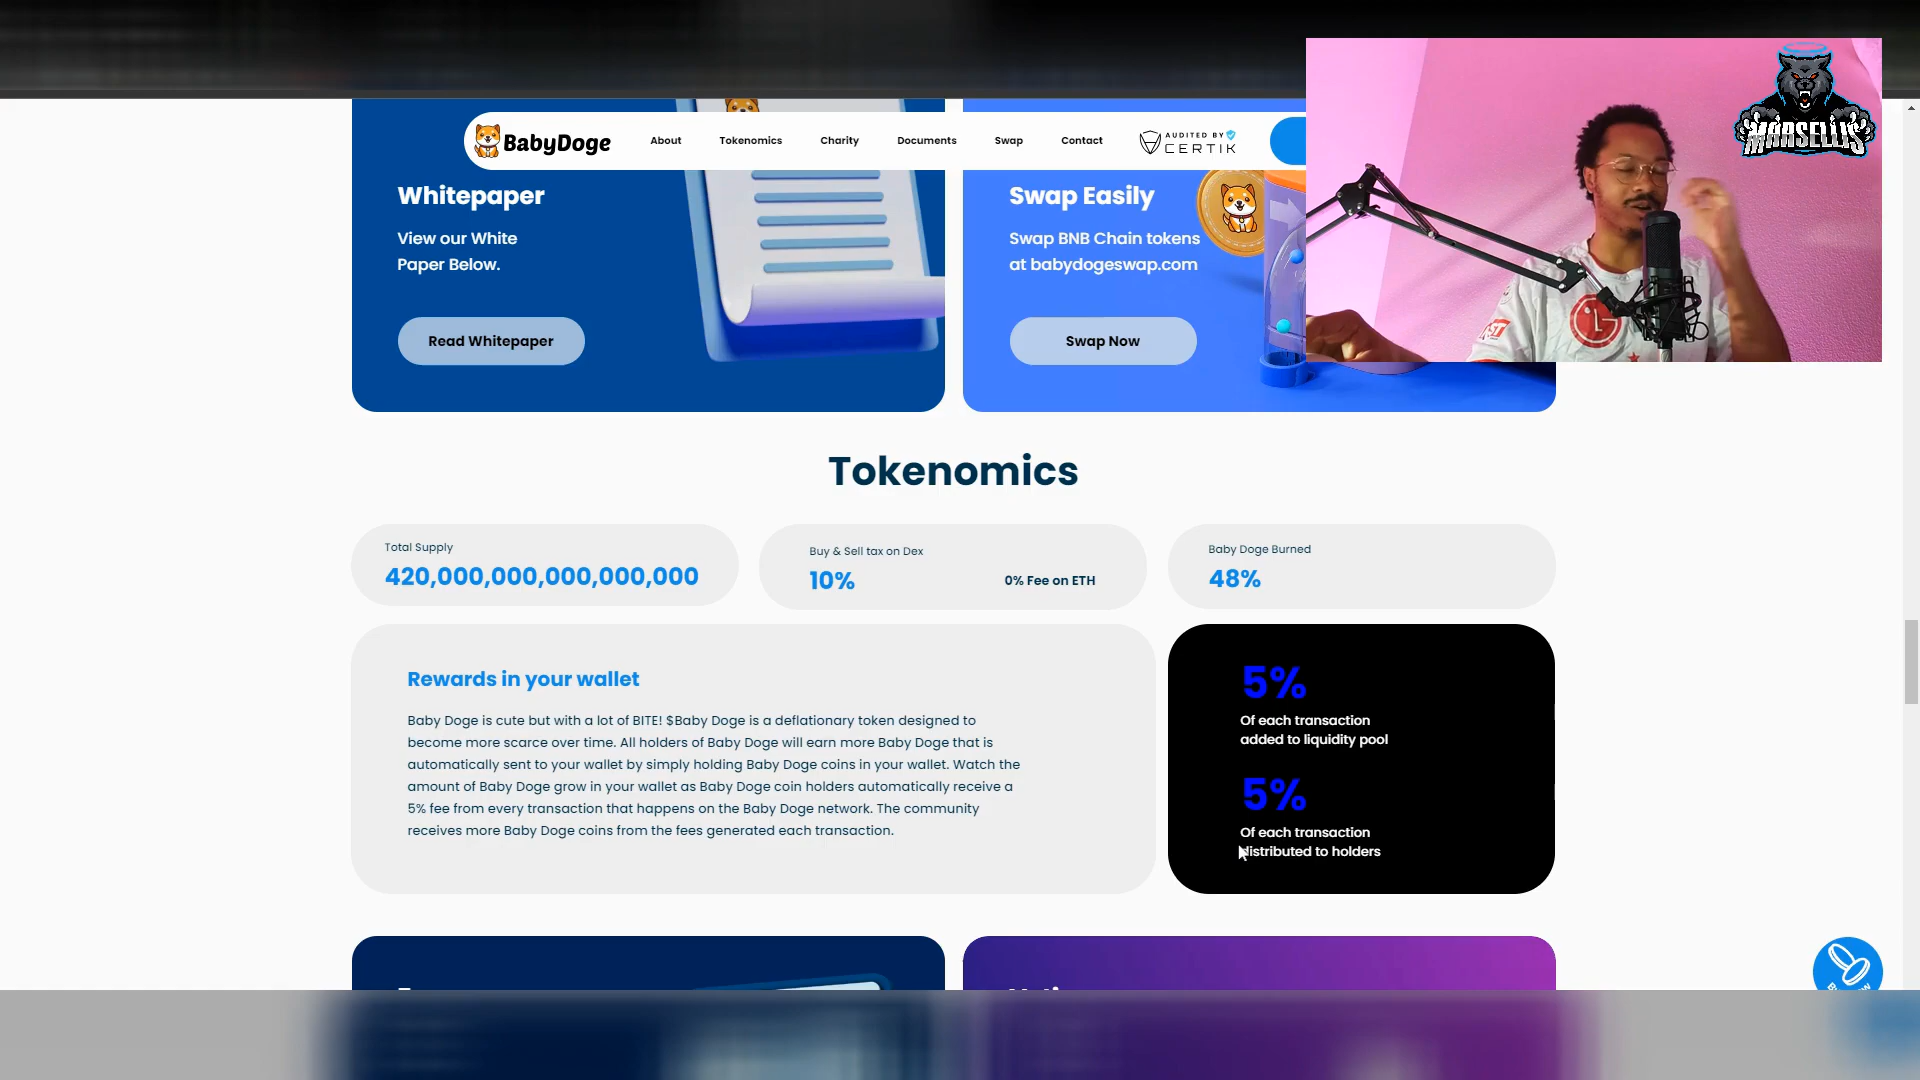 BabyDoge
About
Tokenomics
Charity
Documents
Swap
Contact
AUDITED BY
CERTIK
MARSELLIS
Whitepaper
View our White
Paper Below.
Read Whitepaper
Swap Easily
Swap BNB Chain tokens
at babydogeswap.com
Swap Now
Tokenomics
Total Supply
420,000,000,000,000,000
Buy & Sell tax on Dex
10%
0% Fee on ETH
Baby Doge Burned
48%
Rewards in your wallet
Baby Doge is cute but with a lot of BITE! $Baby Doge is a deflationary token designed to
become more scarce over time. All holders of Baby Doge will earn more Baby Doge that is
automatically sent to your wallet by simply holding Baby Doge coins in your wallet. Watch the
amount of Baby Doge grow in your wallet as Baby Doge coin holders automatically receive a
5% fee from every transaction that happens on the Baby Doge network. The community
receives more Baby Doge coins from the fees generated each transaction.
5%
Of each transaction
added to liquidity pool
5%
Of each transaction
distributed to holders